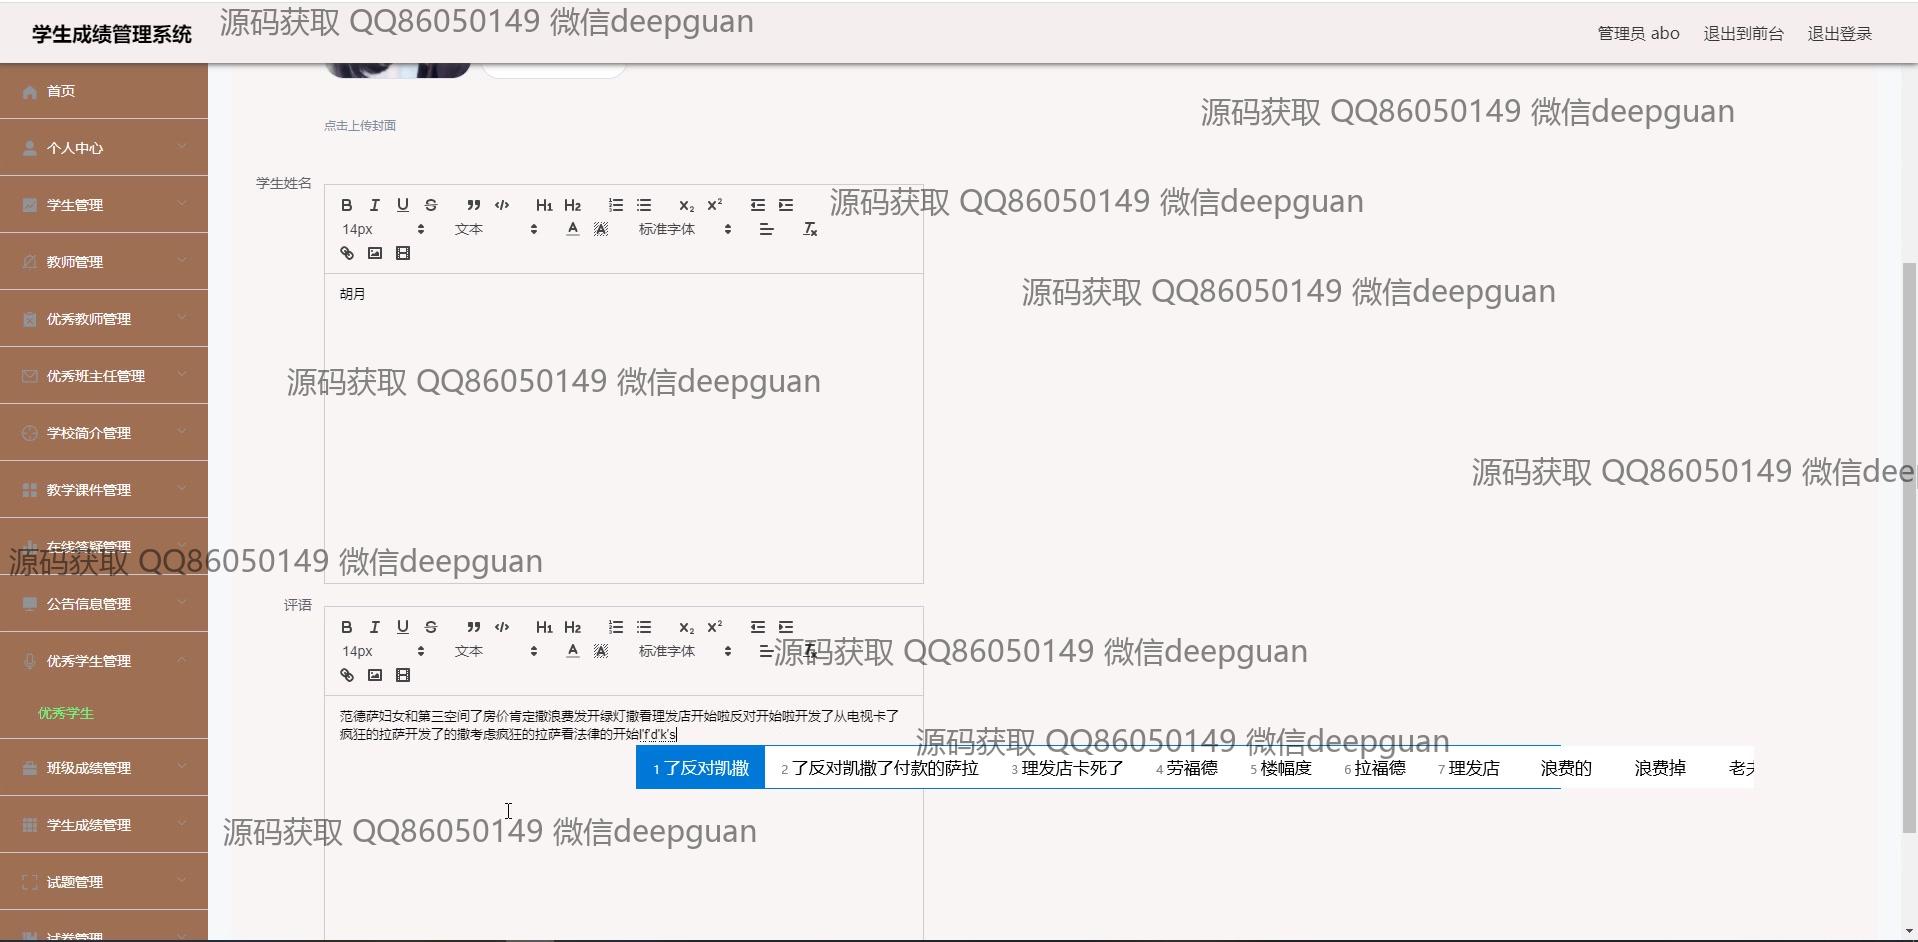 学生成绩管理系统
源码获取 QQ86050149 微信deepguan
管理员 abo
退出到前台
退出登录
首页
个人中心
学生管理
教师管理
优秀教师管理
优秀班主任管理
学校简介管理
教学课件管理
在线答疑管理
公告信息管理
优秀学生管理
优秀学生
班级成绩管理
学生成绩管理
试题管理
试卷管理
点击上传封面
源码获取 QQ86050149 微信deepguan
学生姓名
B I U S H1 H2 X2 X2
14px 文本 A A 标准字体
源码获取 QQ86050149 微信deepguan
胡月
源码获取 QQ86050149 微信deepguan
源码获取 QQ86050149 微信deepguan
源码获取 QQ86050149 微信dee
源码获取 QQ86050149 微信deepguan
评语
B I U S H1 H2 X2 X2
14px 文本 A A 标准字体
源码获取 QQ86050149 微信deepguan
范德萨妇女和第三空间了房价肯定撒浪费发开绿灯撒看理发店开始啦反对开始啦开发了从电视卡了
疯狂的拉萨开发了的撒考虑疯狂的拉萨看法律的开始l'f'd'k's
源码获取 QQ86050149 微信deepguan
1 了反对凯撒 2 了反对凯撒了付款的萨拉 3 理发店卡死了 4 劳福德 5 楼幅度 6 拉福德 7 理发店 浪费的 浪费掉 老夫
源码获取 QQ86050149 微信deepguan